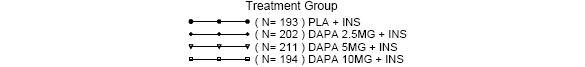 Treatment Group
( N= 193 ) PLA + INS
( N= 202 ) DAPA 2.5MG + INS
( N= 211 ) DAPA 5MG + INS
( N= 194 ) DAPA 10MG + INS